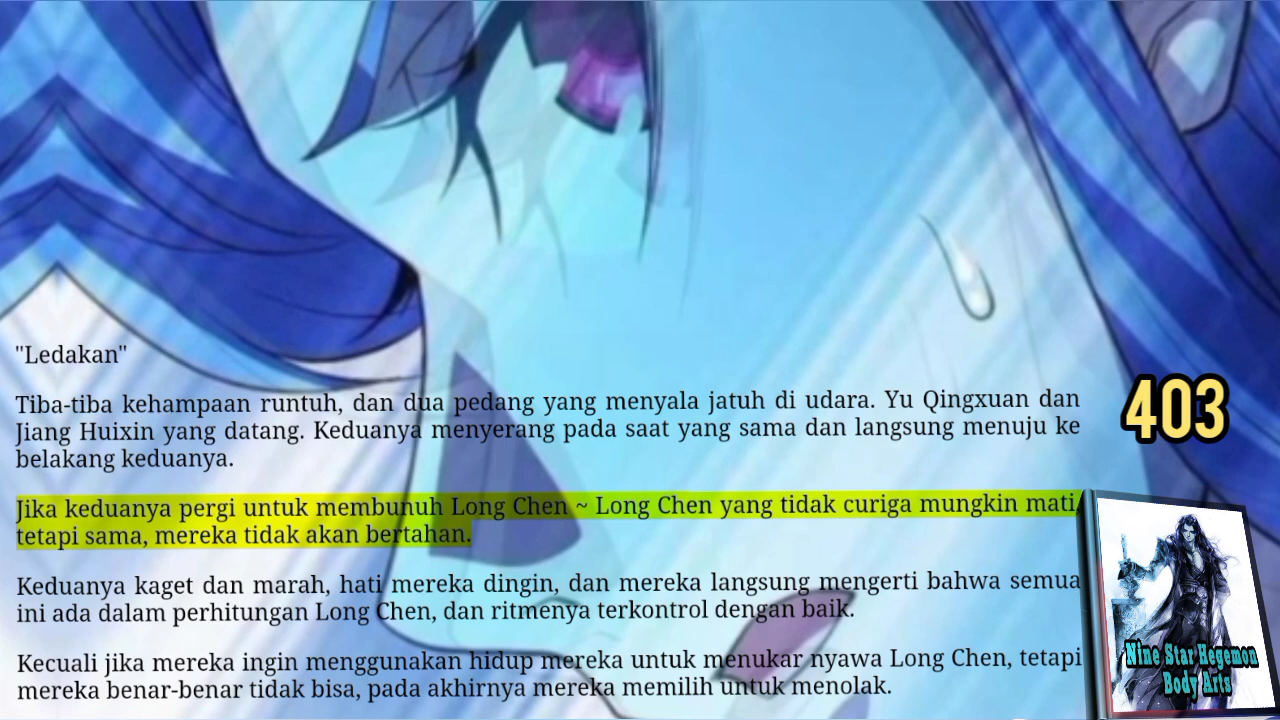 "Ledakan"
Tiba-tiba kehampaan runtuh, dan dua pedang yang menyala jatuh di udara. Yu Qingxuan dan
Jiang Huixin yang datang. Keduanya menyerang pada saat yang sama dan langsung menuju ke
belakang keduanya.
Jika keduanya pergi untuk membunuh Long Chen ~ Long Chen yang tidak curiga mungkin mati,
tetapi sama, mereka tidak akan bertahan.
Keduanya kaget dan marah, hati mereka dingin, dan mereka langsung mengerti bahwa semua
ini ada dalam perhitungan Long Chen, dan ritmenya terkontrol dengan baik.
Kecuali jika mereka ingin menggunakan hidup mereka untuk menukar nyawa Long Chen, tetapi
mereka benar-benar tidak bisa, pada akhirnya mereka memilih untuk menolak.
403
Nine Star Hegemon
Body Arts